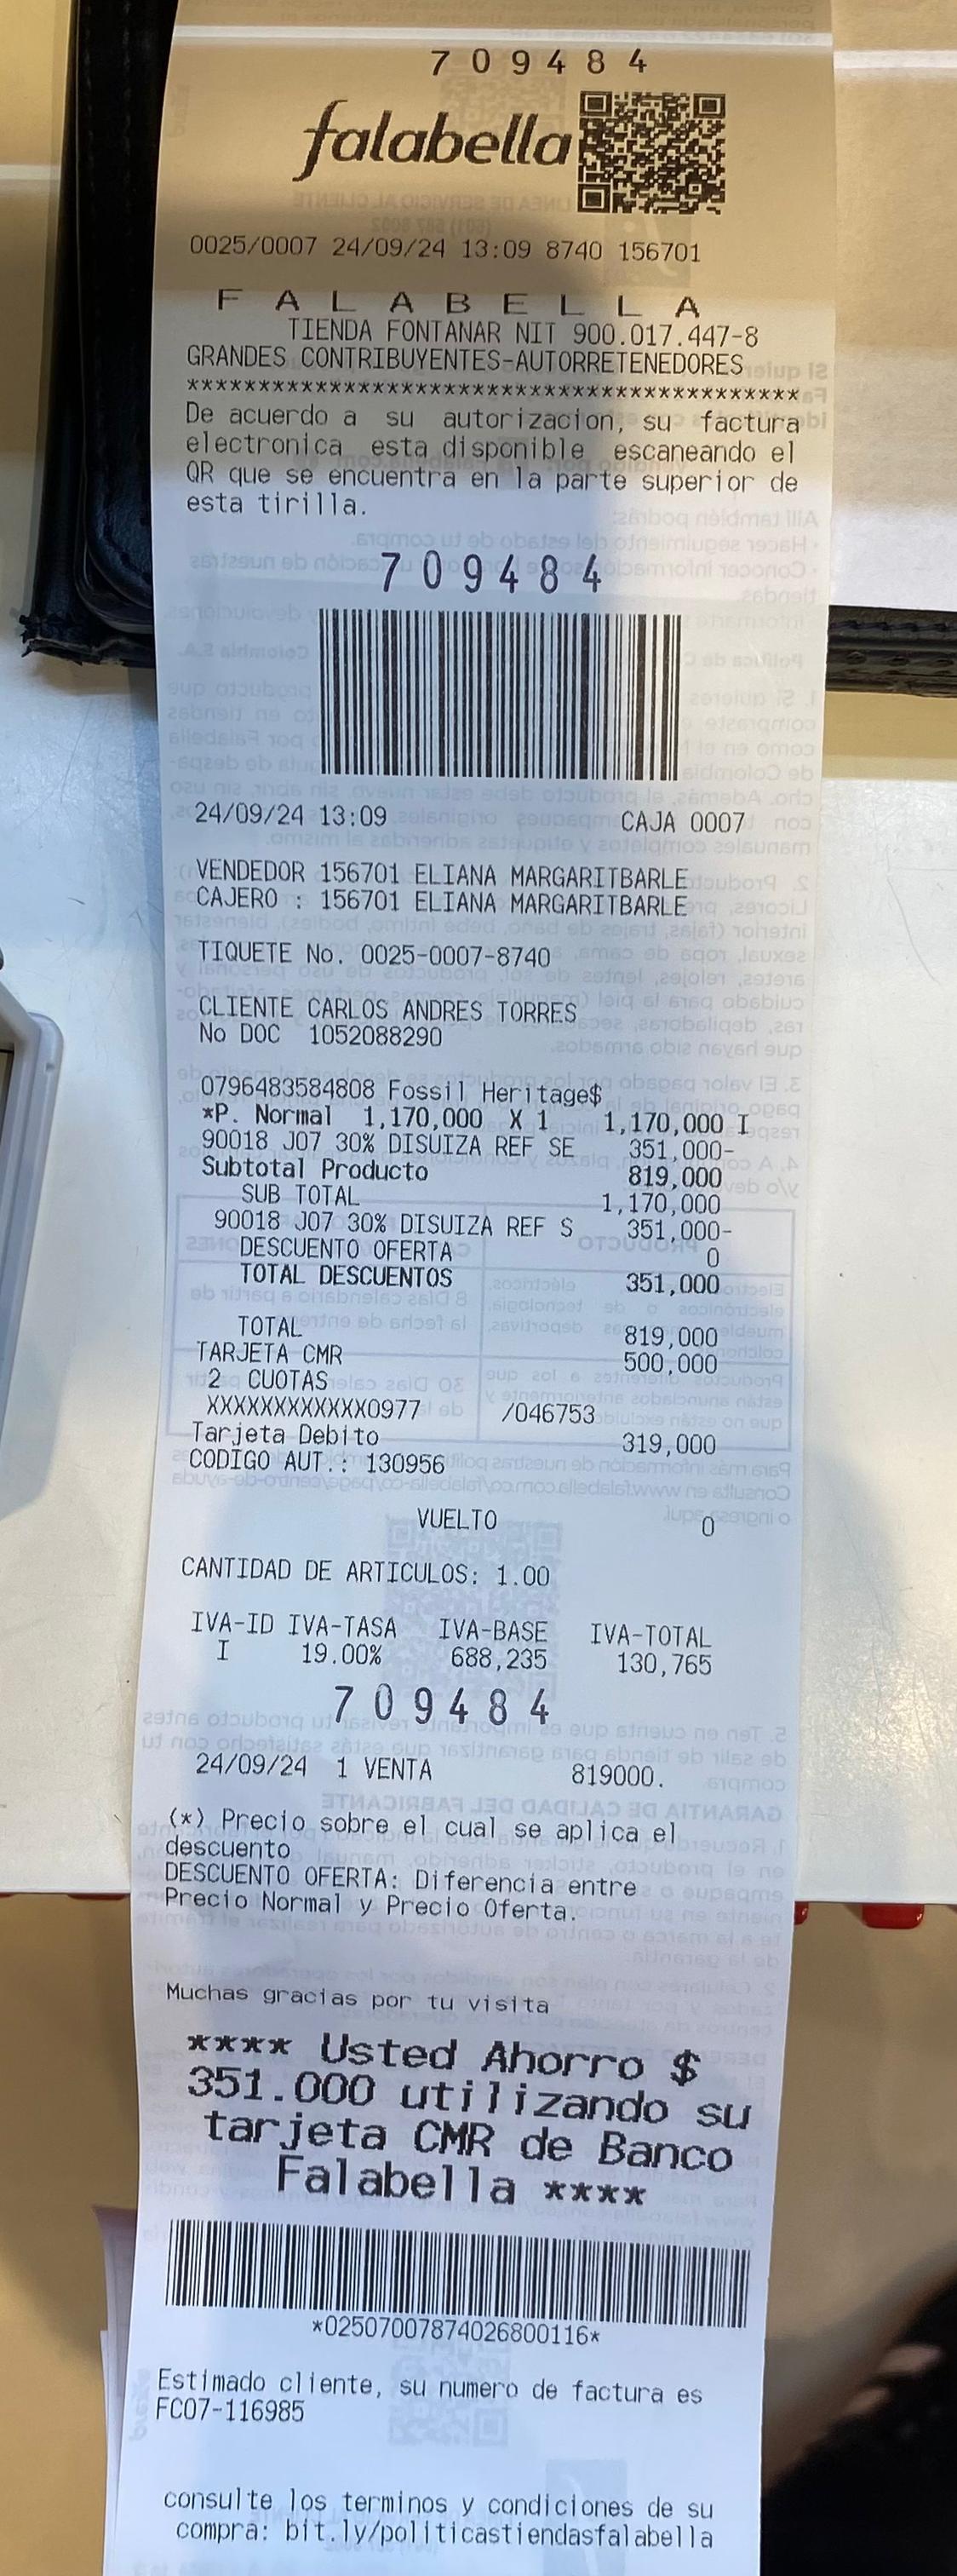 709484
falabella
0025/0007 24/09/24 13:09 8740 156701
FALABELLA
TIENDA FONTANAR NIT 900.017.447-8
GRANDES CONTRIBUYENTES-AUTORRETENEDORES
*******************************************
De acuerdo a su autorizacion, su factura
electronica esta disponible escaneando el
QR que se encuentra en la parte superior de
esta tirilla.
709484
24/09/24 13:09 CAJA 0007
VENDEDOR 156701 ELIANA MARGARITBARLE
CAJERO : 156701 ELIANA MARGARITBARLE
TIQUETE No. 0025-0007-8740
CLIENTE CARLOS ANDRES TORRES
No DOC 1052088290
0796483584808 Fossil Heritage$
*P. Normal 1,170,000 X 1 1,170,000 I
90018 J07 30% DISUIZA REF SE 351,000-
Subtotal Producto 819,000
SUB TOTAL 1,170,000
90018 J07 30% DISUIZA REF S 351,000-
DESCUENTO OFERTA 0
TOTAL DESCUENTOS 351,000
TOTAL 819,000
TARJETA CMR 500,000
2 CUOTAS
XXXXXXXXXXXX0977 /046753
Tarjeta Debito 319,000
CODIGO AUT.: 130956
VUELTO 0
CANTIDAD DE ARTICULOS: 1.00
IVA-ID IVA-TASA IVA-BASE IVA-TOTAL
I 19.00% 688,235 130,765
709484
24/09/24 1 VENTA 819000.
(*) Precio sobre el cual se aplica el
descuento
DESCUENTO OFERTA: Diferencia entre
Precio Normal y Precio Oferta.
Muchas gracias por tu visita
**** Usted Ahorro $
351.000 utilizando su
tarjeta CMR de Banco
Falabella ****
*02507007874026800116*
Estimado cliente, su numero de factura es
FC07-116985
consulte los terminos y condiciones de su
compra: bit.ly/politicastiendasfalabella